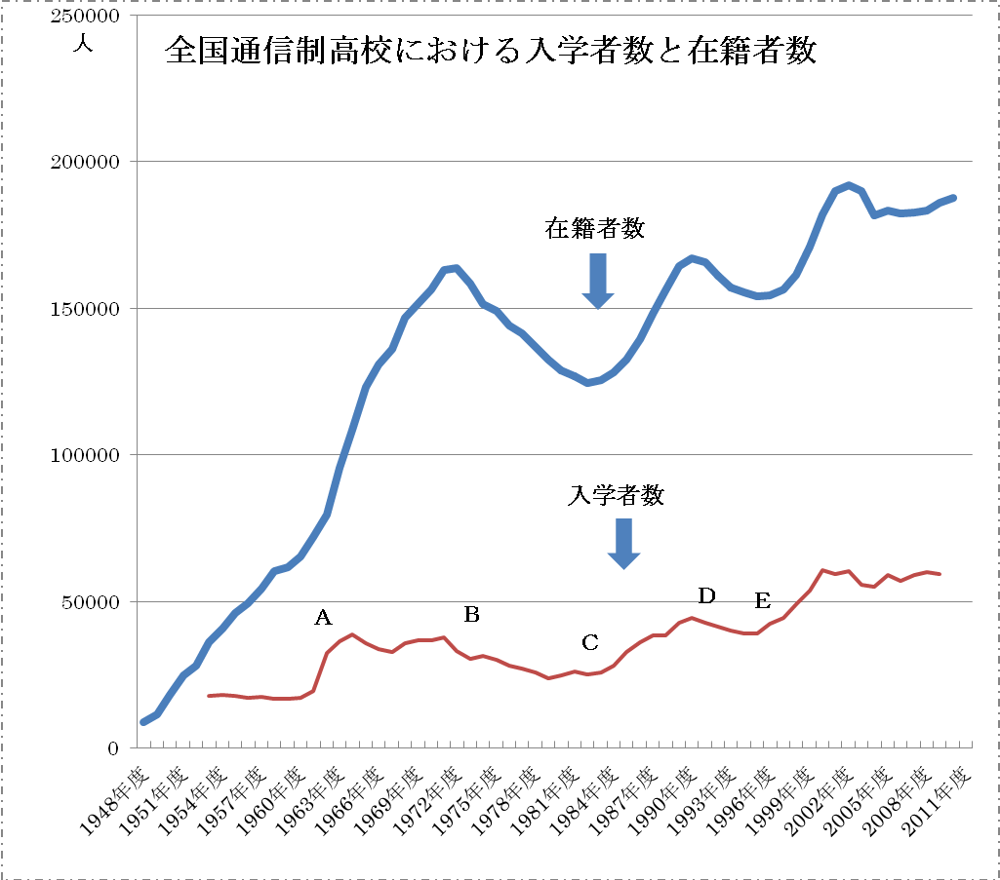 250000
人
全国通信制高校における入学者数と在籍者数
200000
在籍者数
150000
100000
入学者数
50000
A
B
C
D
E
0
1948年度
1951年度
1954年度
1957年度
1960年度
1963年度
1966年度
1969年度
1972年度
1975年度
1978年度
1981年度
1984年度
1987年度
1990年度
1993年度
1996年度
1999年度
2002年度
2005年度
2008年度
2011年度